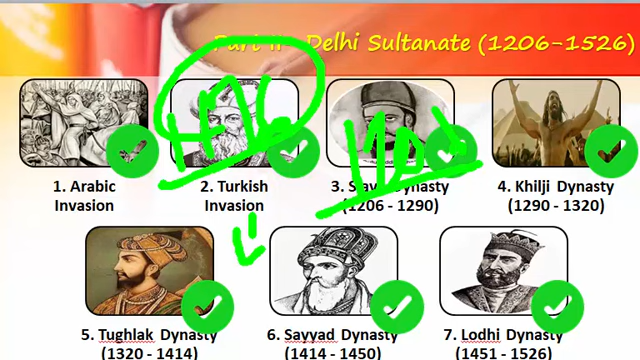 Part II - Delhi Sultanate (1206-1526)
1. Arabic
Invasion
2. Turkish
Invasion
3. Slave Dynasty
(1206 - 1290)
4. Khilji Dynasty
(1290 - 1320)
5. Tughlak Dynasty
(1320 - 1414)
6. Sayyad Dynasty
(1414 - 1450)
7. Lodhi Dynasty
(1451 - 1526)